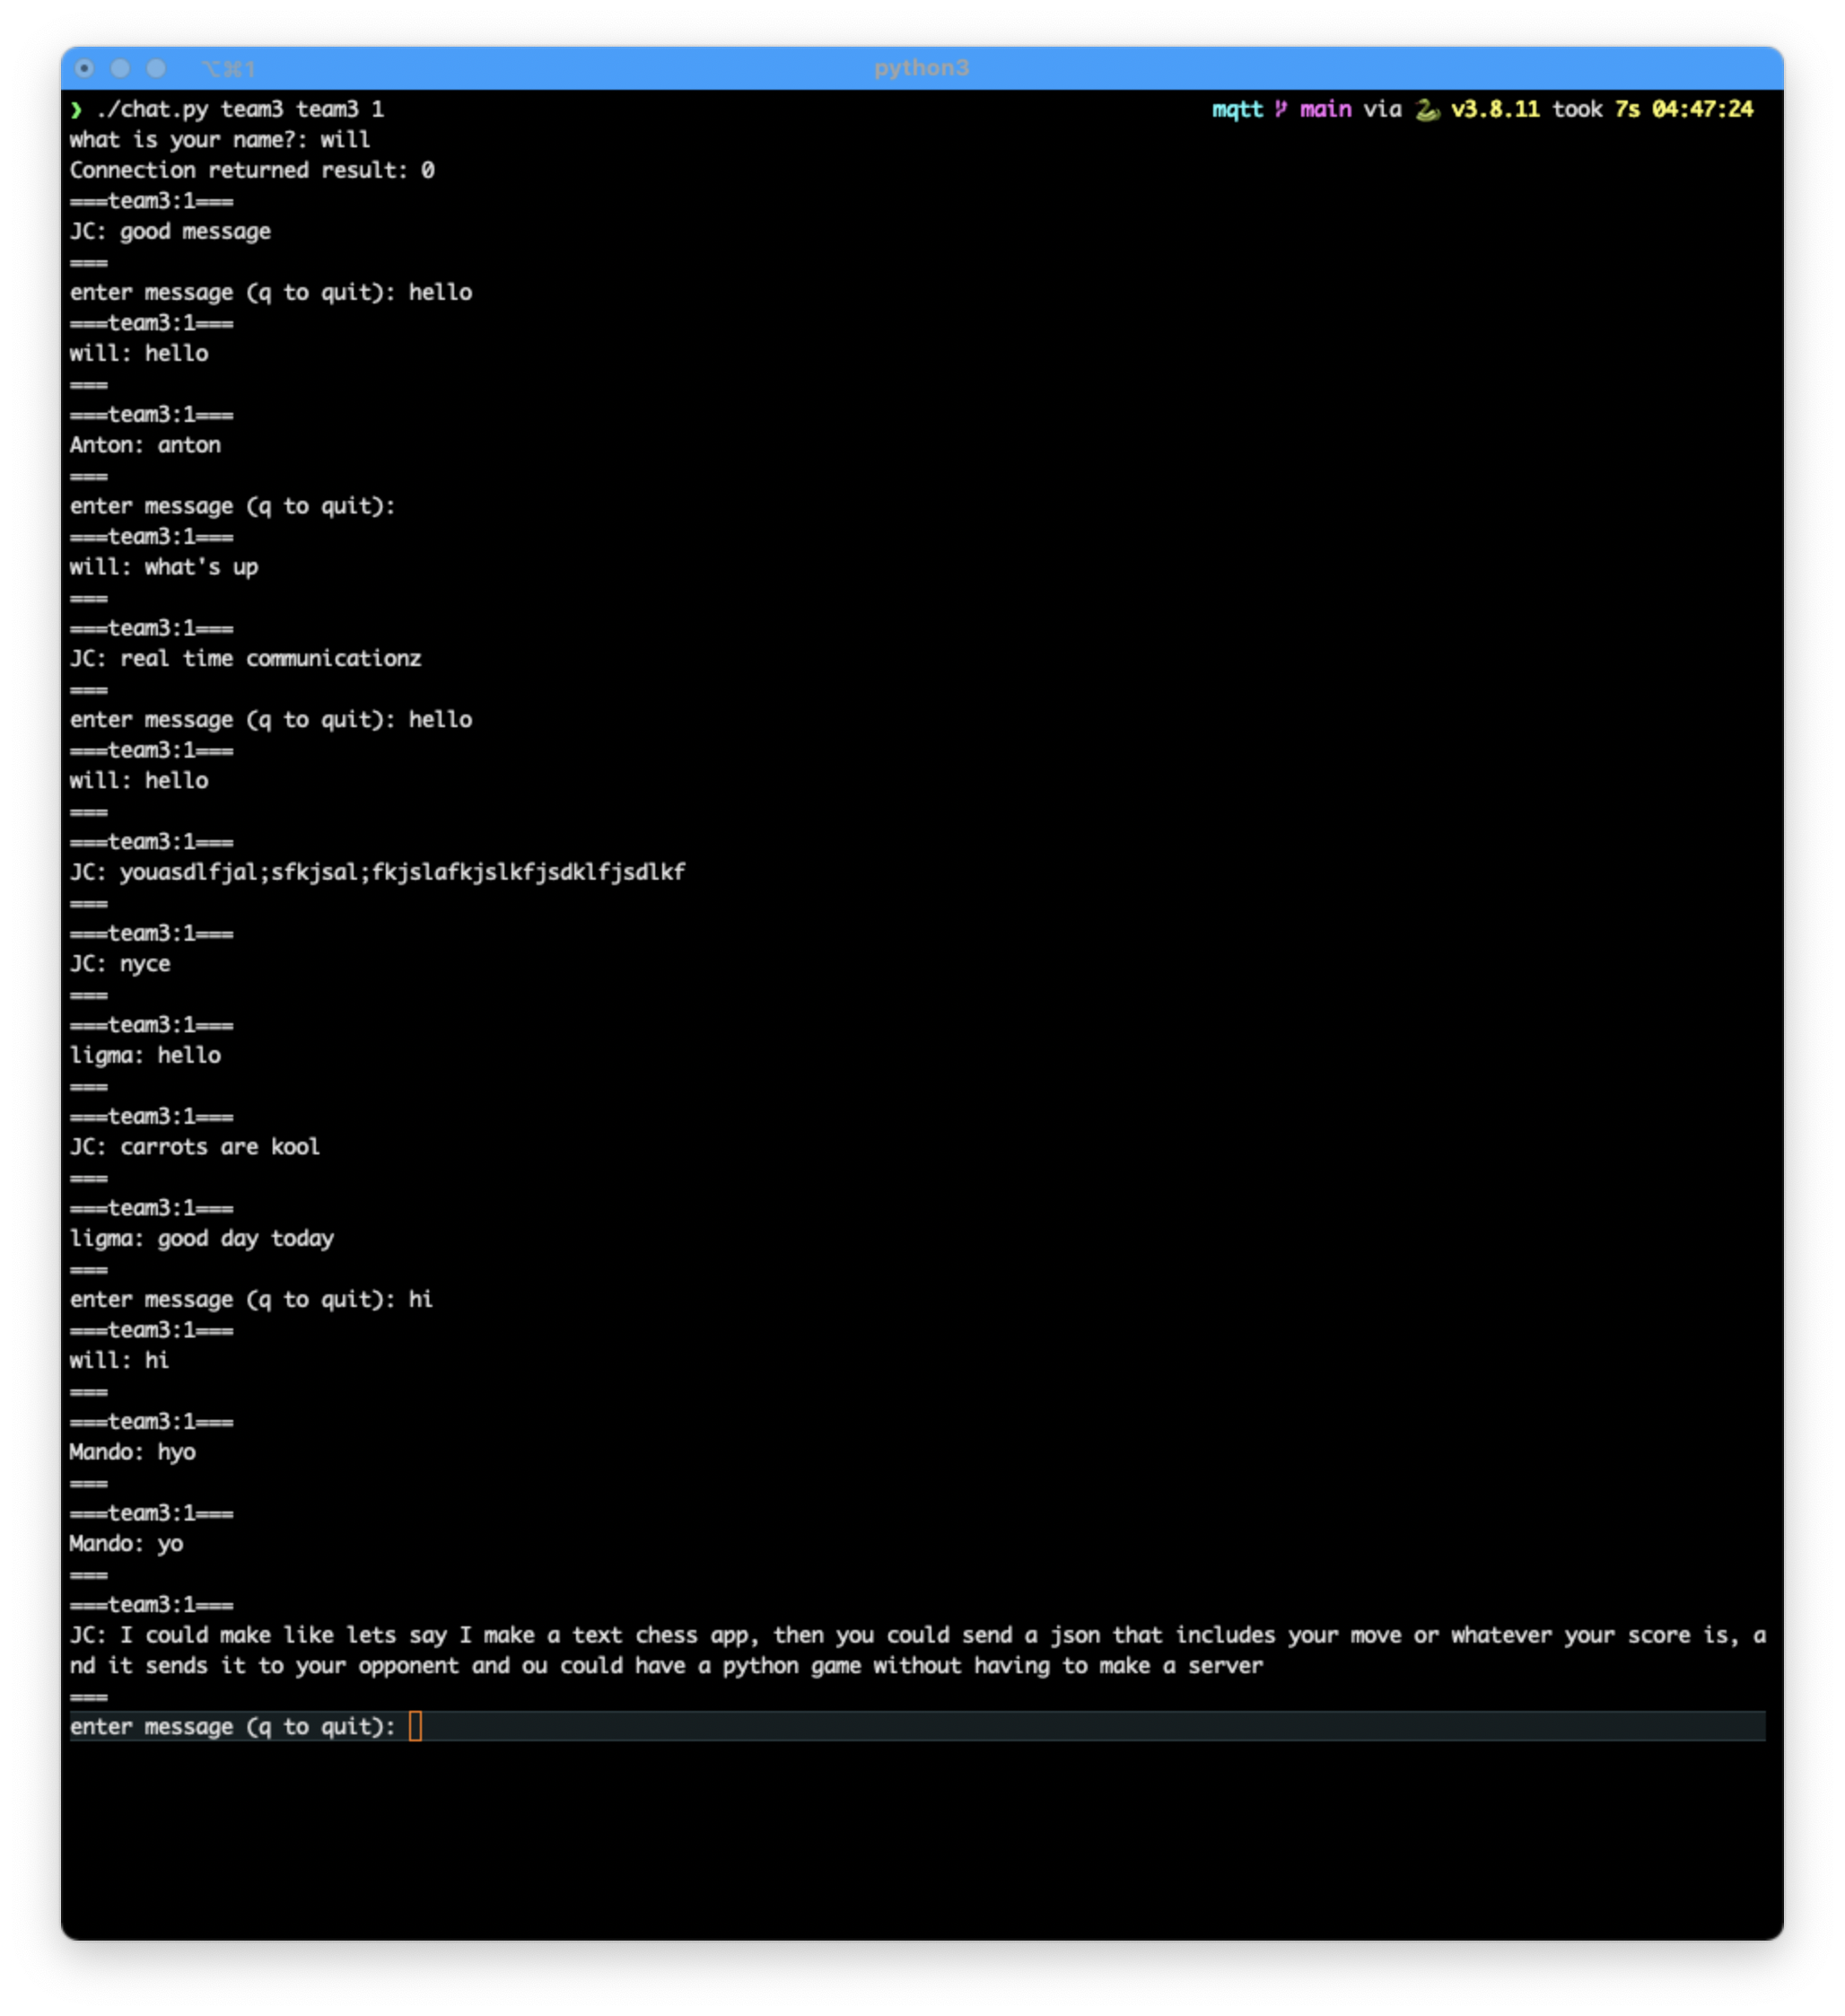 ⌥⌘1 python3
❯ ./chat.py team3 team3 1 mqtt main via v3.8.11 took 7s 04:47:24
what is your name?: will
Connection returned result: 0
===team3:1===
JC: good message
===
enter message (q to quit): hello
===team3:1===
will: hello
===
===team3:1===
Anton: anton
===
enter message (q to quit):
===team3:1===
will: what's up
===
===team3:1===
JC: real time communicationz
===
enter message (q to quit): hello
===team3:1===
will: hello
===
===team3:1===
JC: youasdlfjal;sfkjsal;fkjslafkjslkfjsdklfjsdlkf
===
===team3:1===
JC: nyce
===
===team3:1===
ligma: hello
===
===team3:1===
JC: carrots are kool
===
===team3:1===
ligma: good day today
===
enter message (q to quit): hi
===team3:1===
will: hi
===
===team3:1===
Mando: hyo
===
===team3:1===
Mando: yo
===
===team3:1===
JC: I could make like lets say I make a text chess app, then you could send a json that includes your move or whatever your score is, a
nd it sends it to your opponent and ou could have a python game without having to make a server
===
enter message (q to quit):